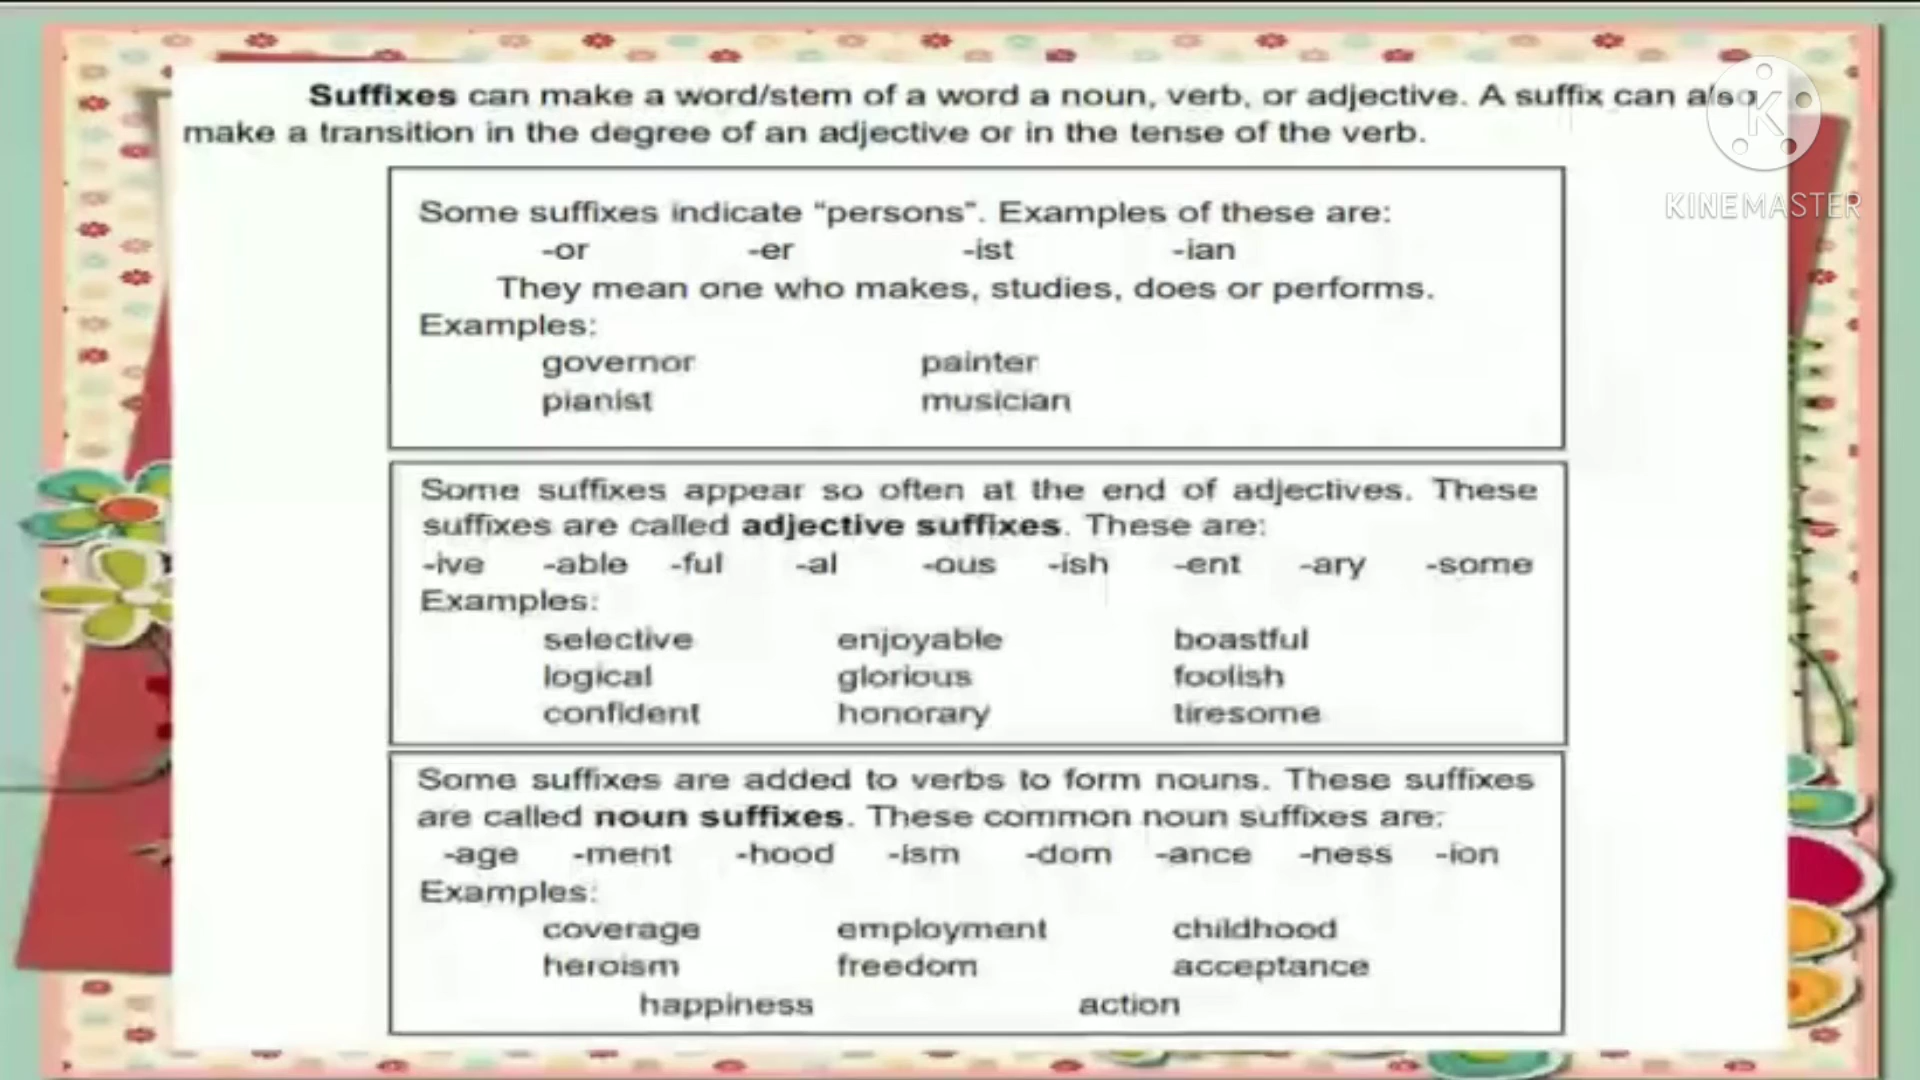 Suffixes can make a word/stem of a word a noun, verb, or adjective. A suffix can also
make a transition in the degree of an adjective or in the tense of the verb.
K
KINEMASTER
Some suffixes indicate “persons”. Examples of these are:
-or -er -ist -ian
They mean one who makes, studies, does or performs.
Examples:
governor painter
pianist musician
Some suffixes appear so often at the end of adjectives. These
suffixes are called adjective suffixes. These are:
-ive -able -ful -al -ous -ish -ent -ary -some
Examples:
selective enjoyable boastful
logical glorious foolish
confident honorary tiresome
Some suffixes are added to verbs to form nouns. These suffixes
are called noun suffixes. These common noun suffixes are:
-age -ment -hood -ism -dom -ance -ness -ion
Examples:
coverage employment childhood
heroism freedom acceptance
happiness action